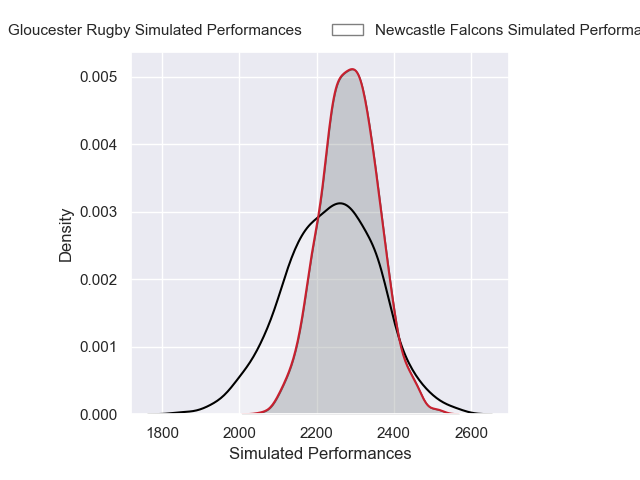 Gloucester Rugby Simulated Performances
Newcastle Falcons Simulated Performa
0.005
0.004
0.003
0.002
0.001
0.000
Density
1800 2000 2200 2400 2600
Simulated Performances